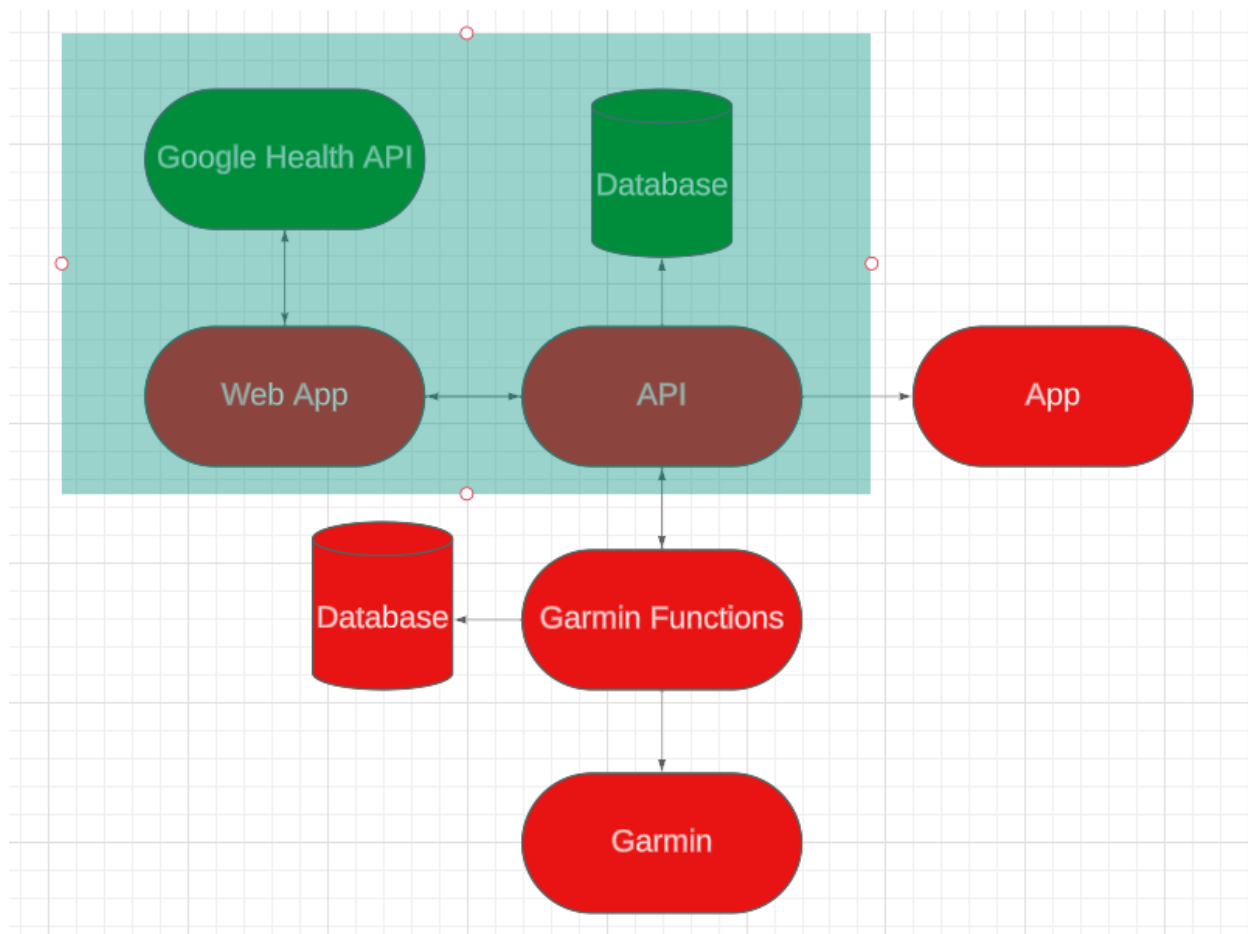 Google Health API
Database
Web App
API
App
Database
Garmin Functions
Garmin